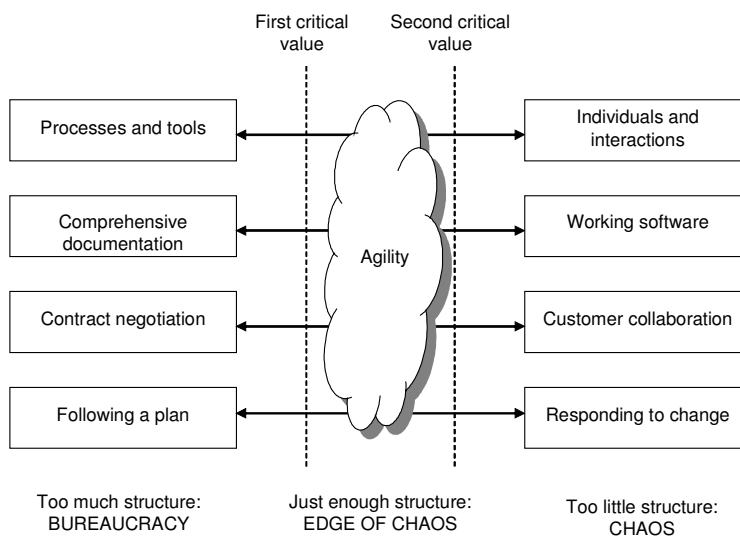 First critical
value
Second critical
value
Processes and tools
Individuals and
interactions
Comprehensive
documentation
Working software
Agility
Contract negotiation
Customer collaboration
Following a plan
Responding to change
Too much structure:
BUREAUCRACY
Just enough structure:
EDGE OF CHAOS
Too little structure:
CHAOS